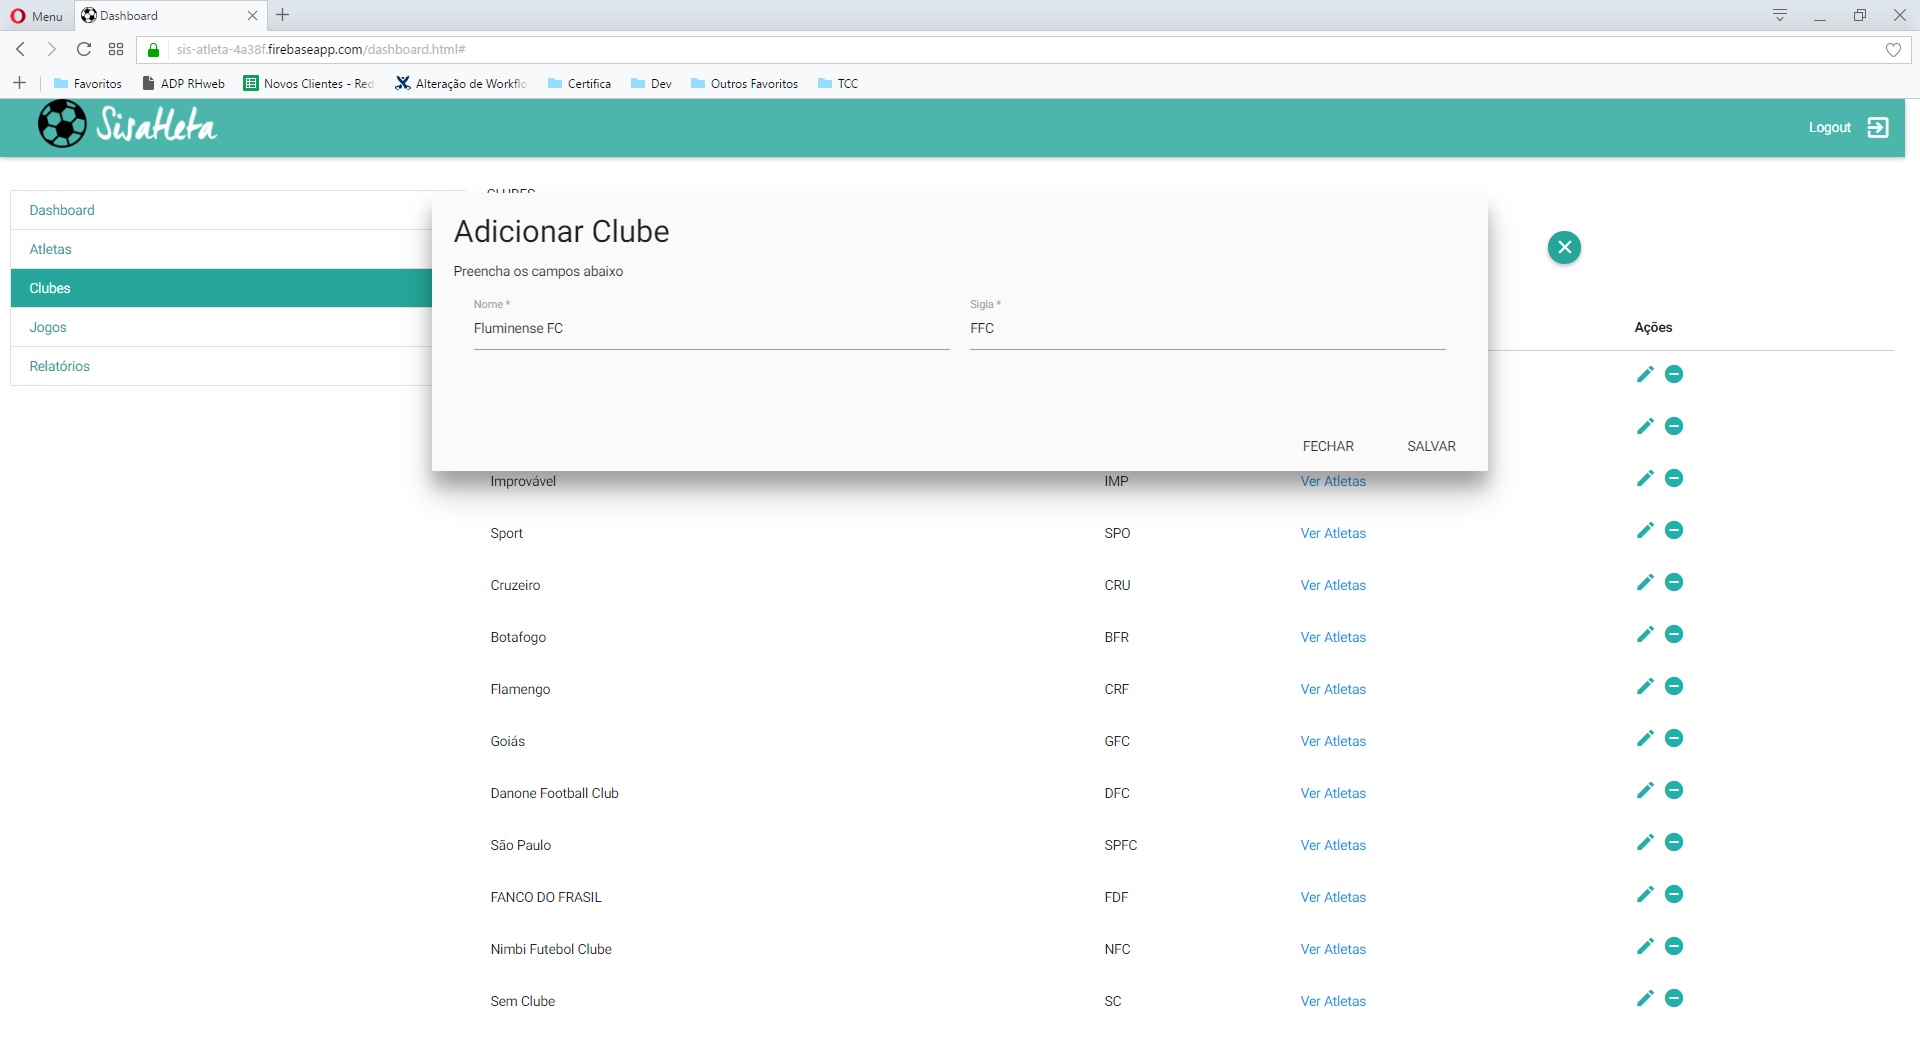 Menu
Dashboard
sis-atleta-4a38f.firebaseapp.com/dashboard.html#
Favoritos
ADP RHweb
Novos Clientes - Red
Alteração de Workflo
Certifica
Dev
Outros Favoritos
TCC
Sisatleta
Logout
Dashboard
Atletas
Clubes
Jogos
Relatórios
CLUBES
Adicionar Clube
Preencha os campos abaixo
Nome * Sigla *
Fluminense FC FFC
FECHAR SALVAR
Ações
Improvável IMP Ver Atletas
Sport SPO Ver Atletas
Cruzeiro CRU Ver Atletas
Botafogo BFR Ver Atletas
Flamengo CRF Ver Atletas
Goiás GFC Ver Atletas
Danone Football Club DFC Ver Atletas
São Paulo SPFC Ver Atletas
FANCO DO FRASIL FDF Ver Atletas
Nimbi Futebol Clube NFC Ver Atletas
Sem Clube SC Ver Atletas